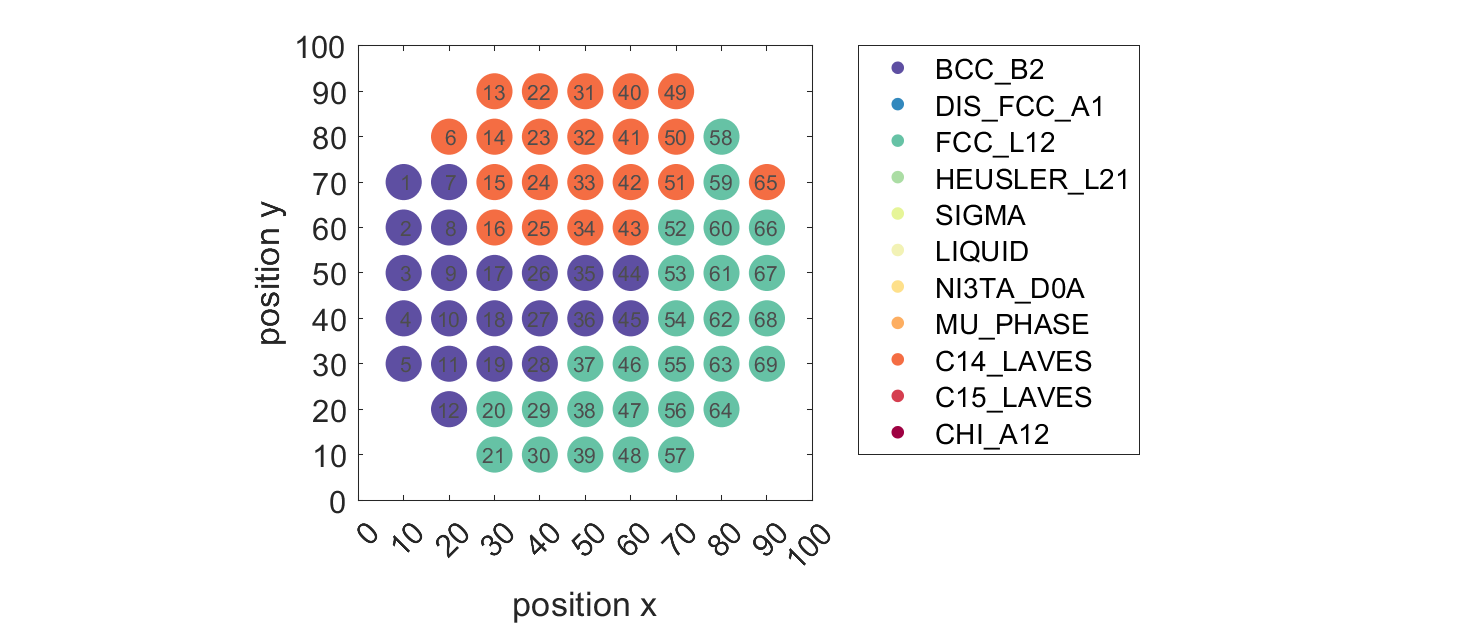 100
90 13 22 31 40 49
80 6 14 23 32 41 50 58
70 1 7 15 24 33 42 51 59 65
60 2 8 16 25 34 43 52 60 66
50 3 9 17 26 35 44 53 61 67
40 4 10 18 27 36 45 54 62 68
30 5 11 19 28 37 46 55 63 69
20 12 20 29 38 47 56 64
10 21 30 39 48 57
0
position y
0 10 20 30 40 50 60 70 80 90 100
position x
BCC_B2
DIS_FCC_A1
FCC_L12
HEUSLER_L21
SIGMA
LIQUID
NI3TA_D0A
MU_PHASE
C14_LAVES
C15_LAVES
CHI_A12